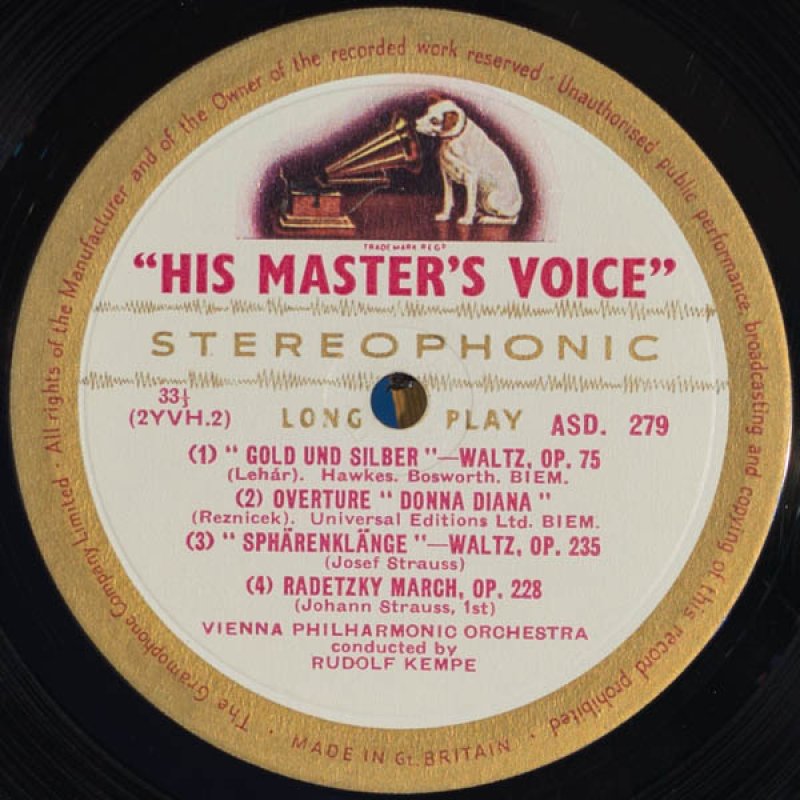 TRADE MARK REGD
“HIS MASTER'S VOICE”
STEREOPHONIC
33⅓
(2YVH.2)
LONG PLAY
ASD. 279
(1) “ GOLD UND SILBER ”—WALTZ, OP. 75
(Lehár). Hawkes. Bosworth. BIEM.
(2) OVERTURE “ DONNA DIANA ”
(Reznicek). Universal Editions Ltd. BIEM.
(3) “ SPHÄRENKLÄNGE ”—WALTZ, OP. 235
(Josef Strauss)
(4) RADETZKY MARCH, OP. 228
(Johann Strauss, 1st)
VIENNA PHILHARMONIC ORCHESTRA
conducted by
RUDOLF KEMPE
The Gramophone Company Limited · All rights of the Manufacturer and of the Owner of the recorded work reserved · Unauthorised public performance, broadcasting and copying of this record prohibited ·
MADE IN Gt. BRITAIN